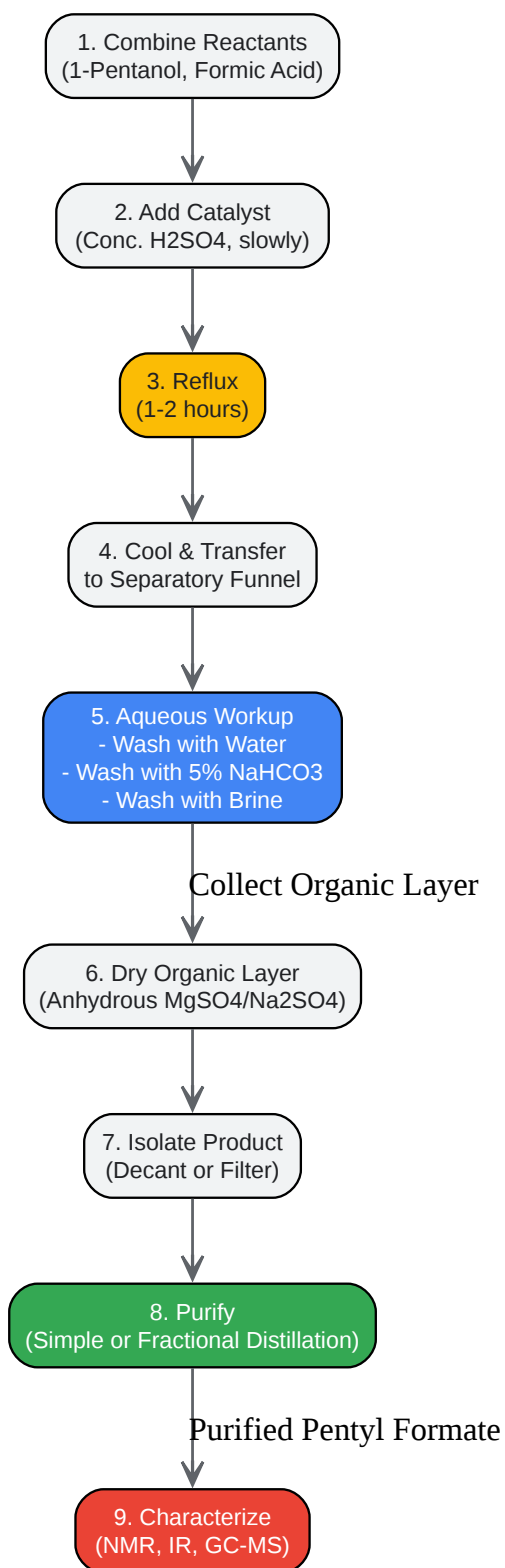 1. Combine Reactants
(1-Pentanol, Formic Acid)
2. Add Catalyst
(Conc. H2SO4, slowly)
3. Reflux
(1-2 hours)
4. Cool & Transfer
to Separatory Funnel
5. Aqueous Workup
- Wash with Water
- Wash with 5% NaHCO3
- Wash with Brine
Collect Organic Layer
6. Dry Organic Layer
(Anhydrous MgSO4/Na2SO4)
7. Isolate Product
(Decant or Filter)
8. Purify
(Simple or Fractional Distillation)
Purified Pentyl Formate
9. Characterize
(NMR, IR, GC-MS)